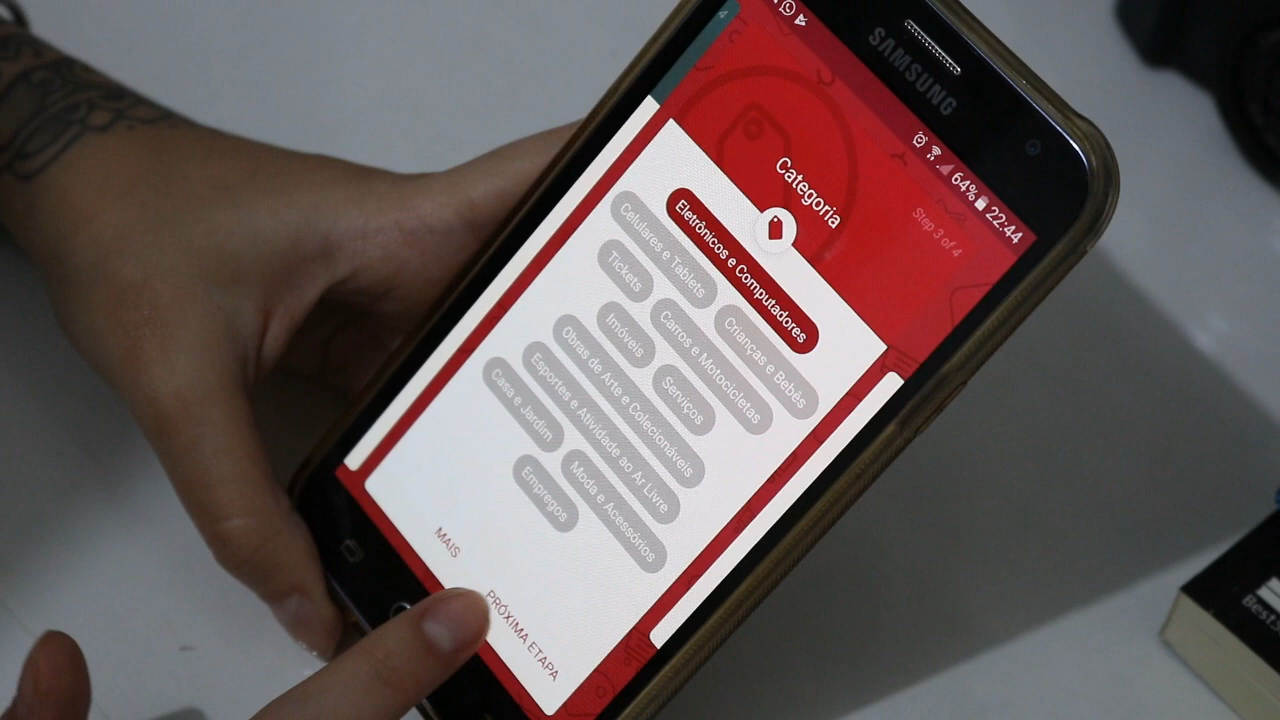 SAMSUNG
64% 22:44
Step 3 of 4
Categoria
Eletrônicos e Computadores
Celulares e Tablets
Crianças e Bebês
Tickets
Carros e Motocicletas
Imóveis
Serviços
Obras de Arte e Colecionáveis
Esportes e Atividade ao Ar Livre
Casa e Jardim
Moda e Acessórios
Empregos
MAIS
PRÓXIMA ETAPA
4